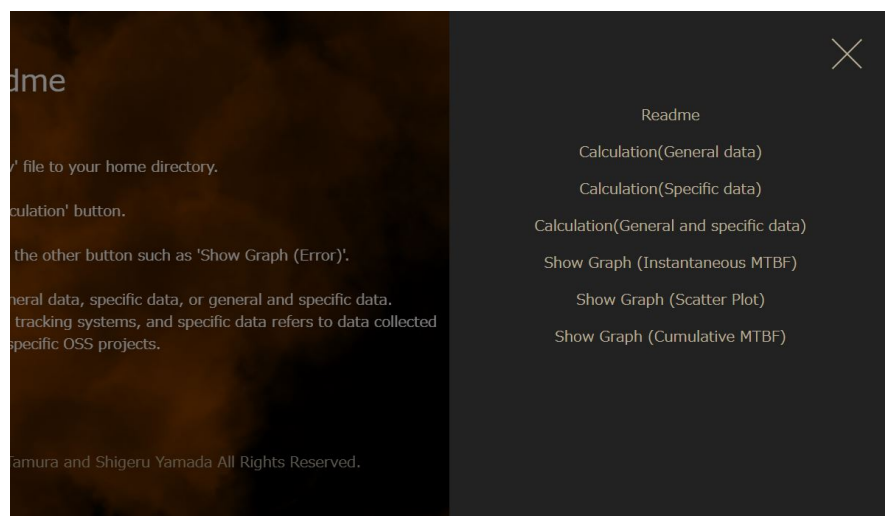 dme
' file to your home directory.
culation' button.
the other button such as 'Show Graph (Error)'.
neral data, specific data, or general and specific data.
tracking systems, and specific data refers to data collected
specific OSS projects.
Tamura and Shigeru Yamada All Rights Reserved.
Readme
Calculation(General data)
Calculation(Specific data)
Calculation(General and specific data)
Show Graph (Instantaneous MTBF)
Show Graph (Scatter Plot)
Show Graph (Cumulative MTBF)